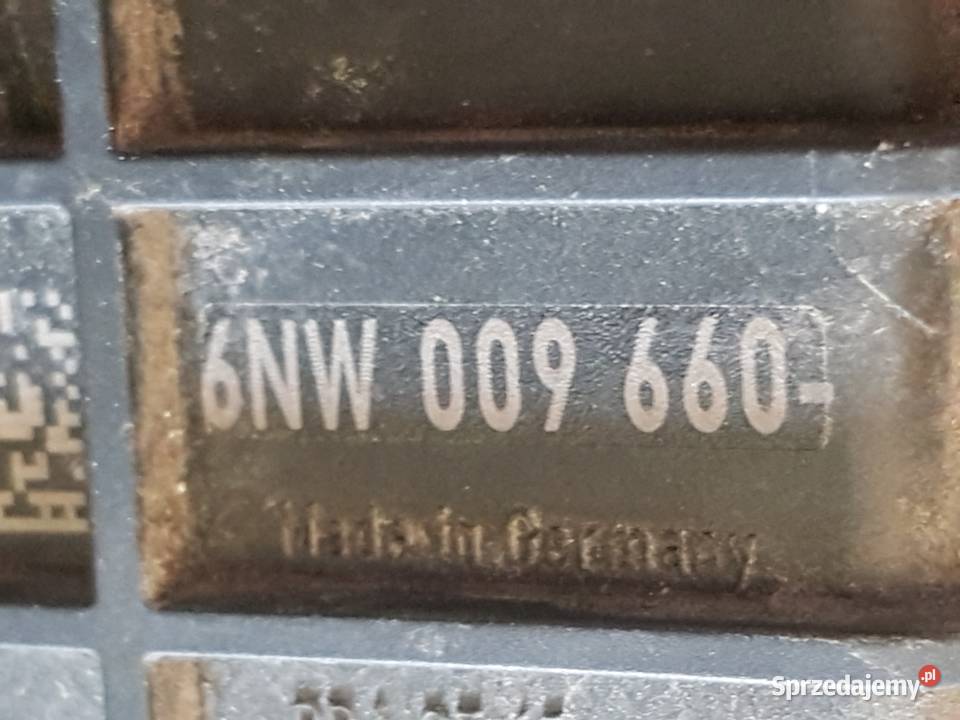 6NW 009 660-
Made in Germany
Sprzedajemy.pl